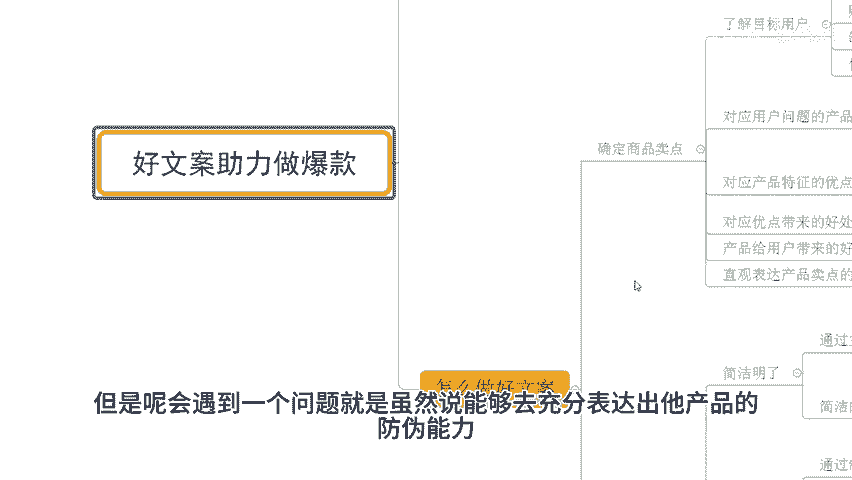 了解目标用户
对应用户问题的产品
确定商品卖点
好文案助力做爆款
对应产品特征的优点
对应优点带来的好处
产品给用户带来的好
直观表达产品卖点的
通过
简洁明了
怎么做好文案
但是呢会遇到一个问题就是虽然说能够去充分表达出他产品的
防伪能力
简洁的
通过